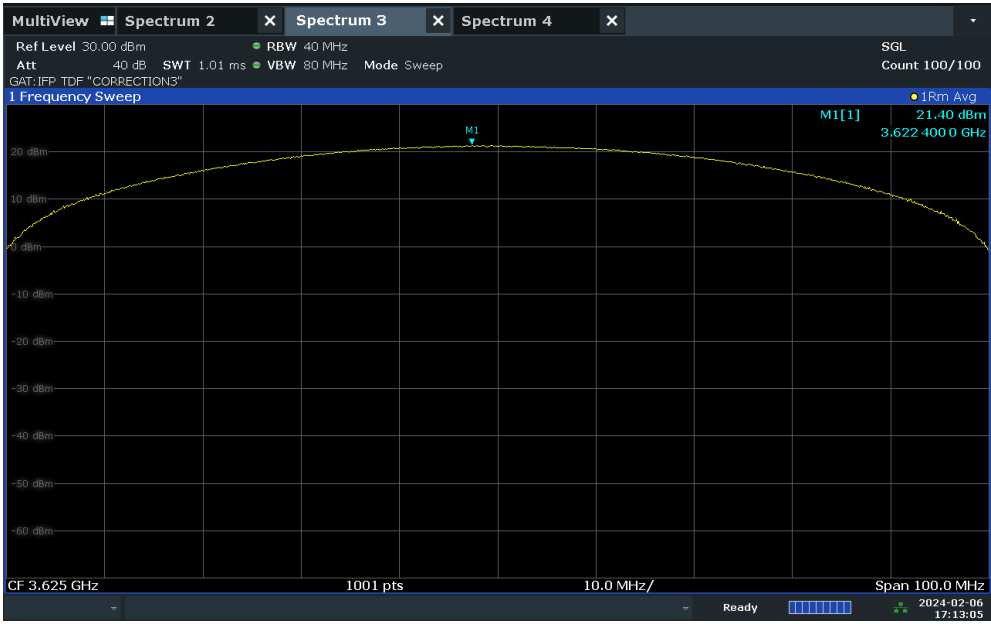 MultiView Spectrum 2 X Spectrum 3 X Spectrum 4 X
Ref Level 30.00 dBm RBW 40 MHz SGL
Att 40 dB SWT 1.01 ms VBW 80 MHz Mode Sweep Count 100/100
GAT:IFP TDF "CORRECTION3"
1 Frequency Sweep 1Rm Avg
M1[1] 21.40 dBm
3.622 400 0 GHz
M1
20 dBm
10 dBm
0 dBm
-10 dBm
-20 dBm
-30 dBm
-40 dBm
-50 dBm
-60 dBm
CF 3.625 GHz 1001 pts 10.0 MHz/ Span 100.0 MHz
Ready 2024-02-06
17:13:05